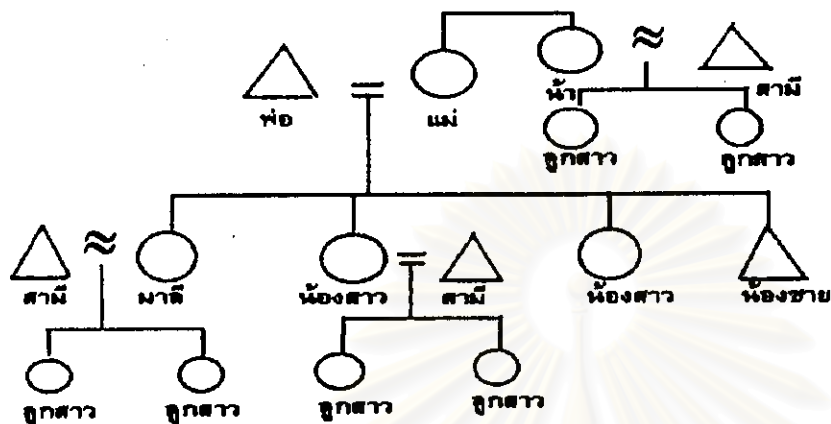 น้า สามี
พ่อ แม่
ลูกสาว ลูกสาว
สามี มาลี น้องสาว สามี น้องสาว น้องชาย
ลูกสาว ลูกสาว ลูกสาว ลูกสาว